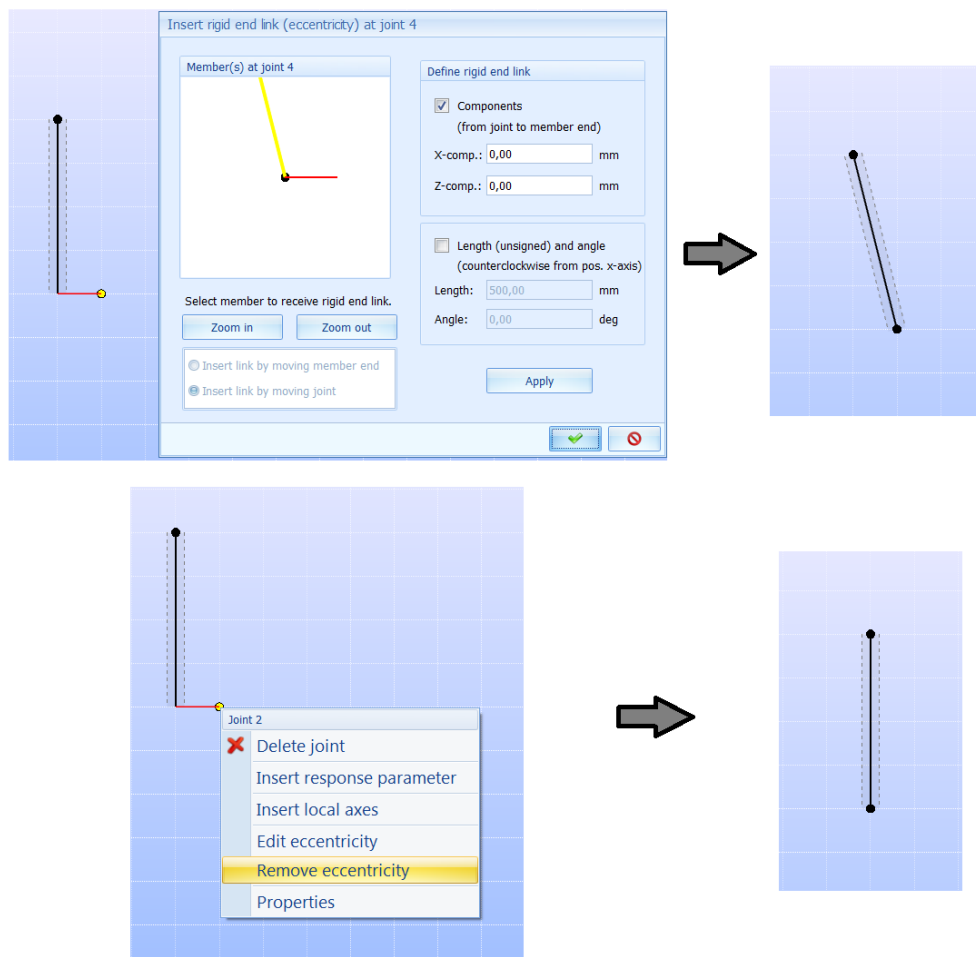 Insert rigid end link (eccentricity) at joint 4
Member(s) at joint 4
Select member to receive rigid end link.
Zoom in
Zoom out
Insert link by moving member end
Insert link by moving joint
Define rigid end link
Components
(from joint to member end)
X-comp.: 0,00 mm
Z-comp.: 0,00 mm
Length (unsigned) and angle
(counterclockwise from pos. x-axis)
Length: 500,00 mm
Angle: 0,00 deg
Apply
Joint 2
Delete joint
Insert response parameter
Insert local axes
Edit eccentricity
Remove eccentricity
Properties